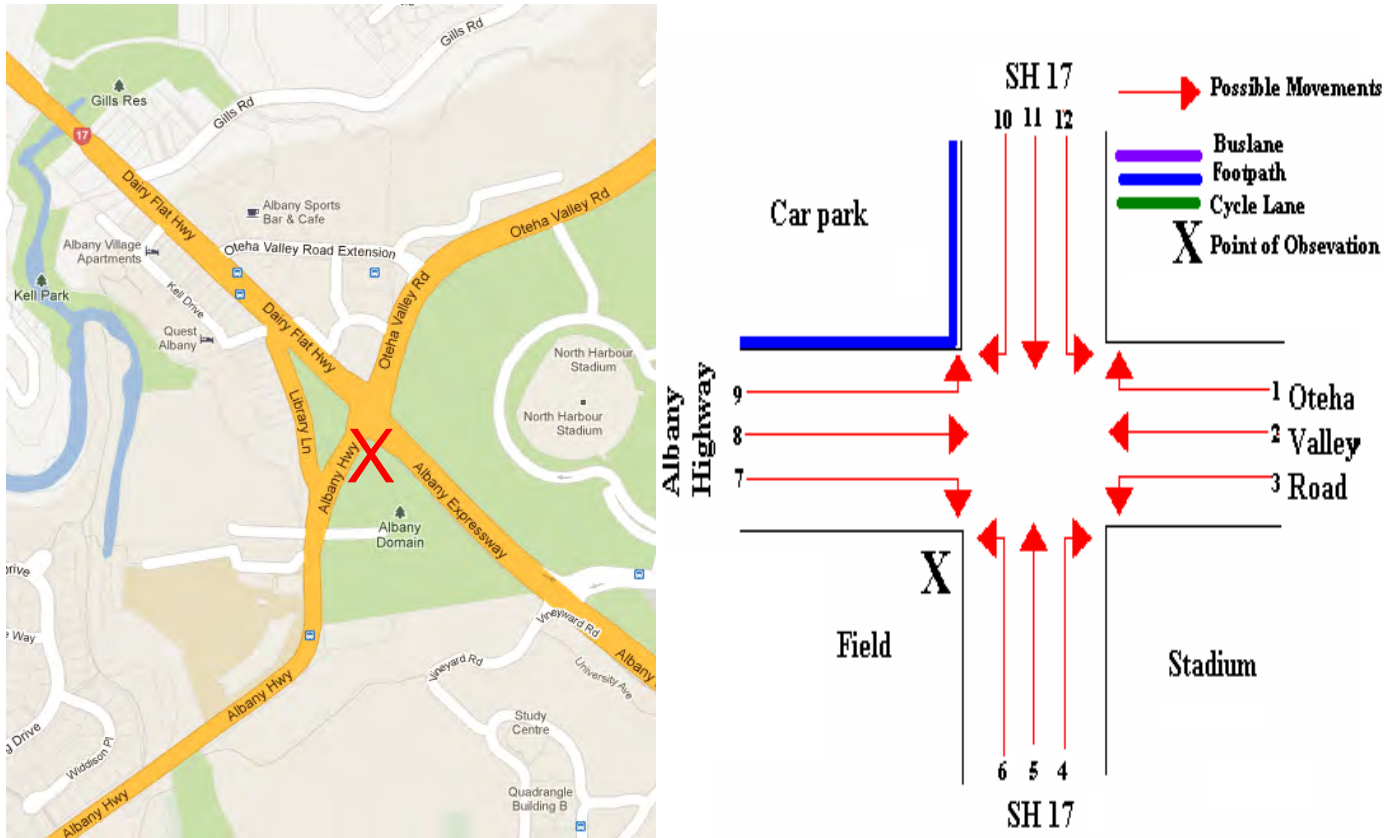 Gills Rd
Gills Res
Gills Rd
17
Dairy Flat Hwy
Albany Sports
Bar & Cafe
Oteha Valley Rd
Albany Village
Apartments
Oteha Valley Road Extension
Kell Park
Kell Drive
Dairy Flat Hwy
Oteha Valley Rd
Quest
Albany
North Harbour
Stadium
North Harbour
Stadium
Library Ln
Albany Hwy
X
Albany Expressway
Albany
Domain
Vineyward Rd
Vineyard Rd
University Ave
Albany
Albany Hwy
Study
Centre
Widdison Pl
Quadrangle
Building B
Albany Hwy
SH 17
10 11 12
Possible Movements
Buslane
Footpath
Cycle Lane
X Point of Obsevation
Car park
Albany
Highway
9
8
7
1 Oteha
2 Valley
3 Road
X
Field
Stadium
6 5 4
SH 17